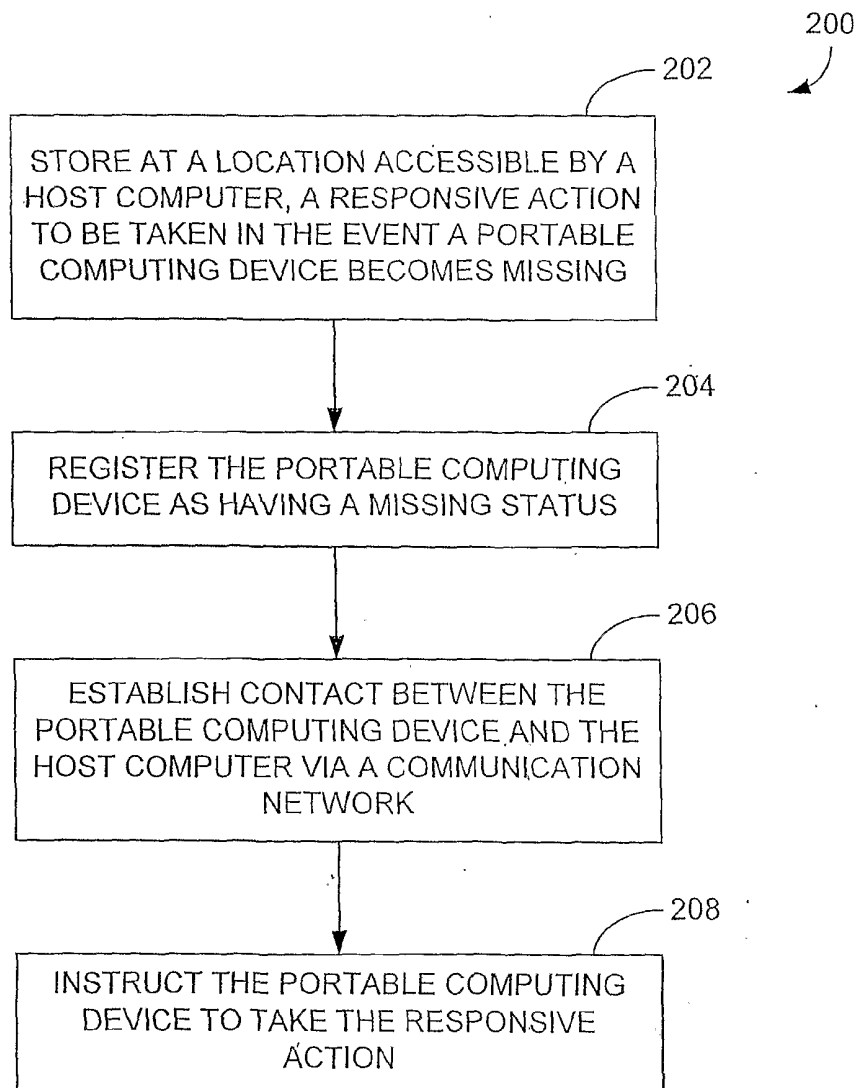 200
202
STORE AT A LOCATION ACCESSIBLE BY A
HOST COMPUTER, A RESPONSIVE ACTION
TO BE TAKEN IN THE EVENT A PORTABLE
COMPUTING DEVICE BECOMES MISSING
204
REGISTER THE PORTABLE COMPUTING
DEVICE AS HAVING A MISSING STATUS
206
ESTABLISH CONTACT BETWEEN THE
PORTABLE COMPUTING DEVICE AND THE
HOST COMPUTER VIA A COMMUNICATION
NETWORK
208
INSTRUCT THE PORTABLE COMPUTING
DEVICE TO TAKE THE RESPONSIVE
ACTION